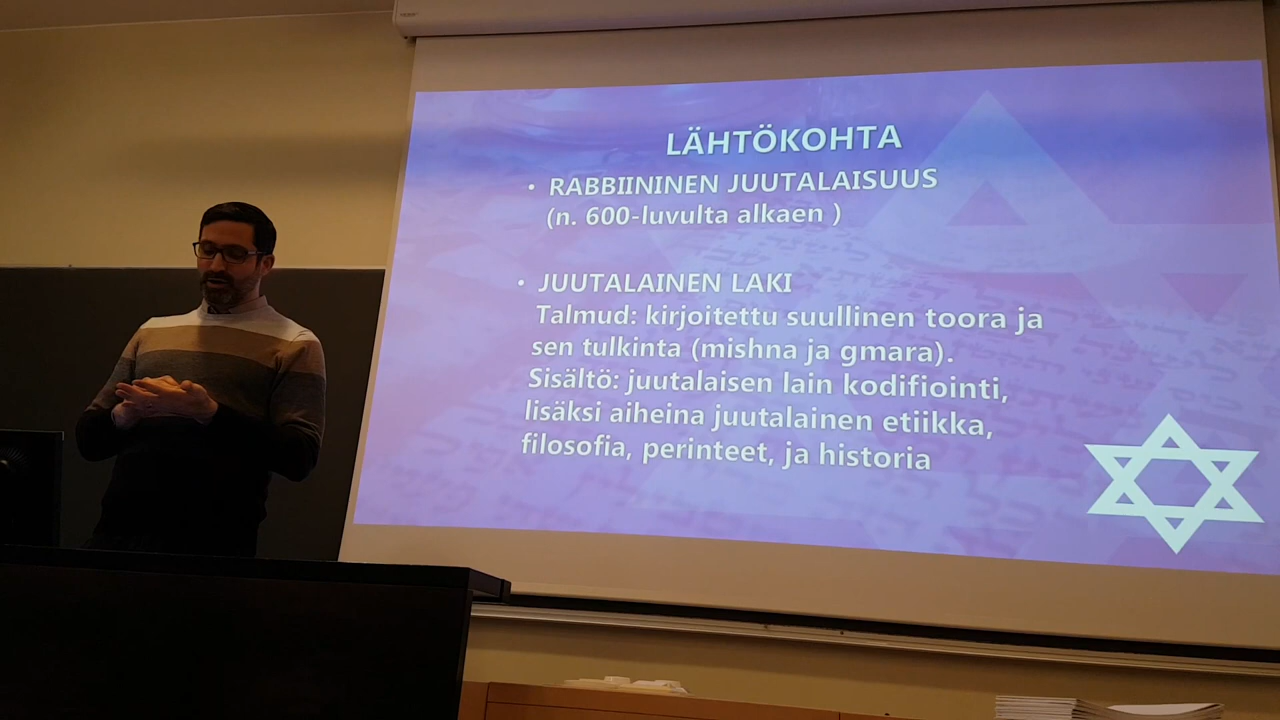 LÄHTÖKOHTA
• RABBIININEN JUUTALAISUUS
(n. 600-luvulta alkaen )
• JUUTALAINEN LAKI
Talmud: kirjoitettu suullinen toora ja
sen tulkinta (mishna ja gmara).
Sisältö: juutalaisen lain kodifiointi,
lisäksi aiheina juutalainen etiikka,
filosofia, perinteet, ja historia